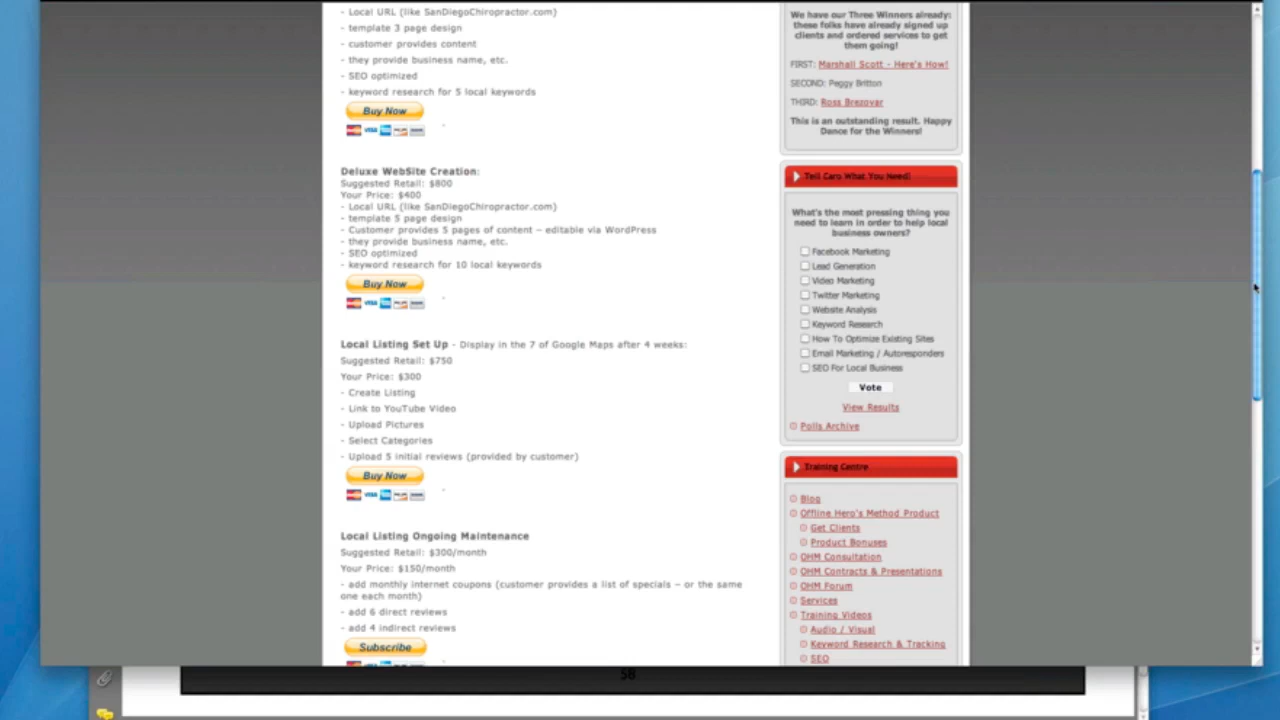 - Local URL (like SanDiegoChiropractor.com)
- template 3 page design
- customer provides content
- they provide business name, etc.
- SEO optimized
- keyword research for 5 local keywords
Buy Now
Deluxe WebSite Creation:
Suggested Retail: $800
Your Price: $400
- Local URL (like SanDiegoChiropractor.com)
- template 5 page design
- Customer provides 5 pages of content – editable via WordPress
- they provide business name, etc.
- SEO optimized
- keyword research for 10 local keywords
Buy Now
Local Listing Set Up - Display in the 7 of Google Maps after 4 weeks:
Suggested Retail: $750
Your Price: $300
- Create Listing
- Link to YouTube Video
- Upload Pictures
- Select Categories
- Upload 5 initial reviews (provided by customer)
Buy Now
Local Listing Ongoing Maintenance
Suggested Retail: $300/month
Your Price: $150/month
- add monthly internet coupons (customer provides a list of specials – or the same
one each month)
- add 6 direct reviews
- add 4 indirect reviews
Subscribe
We have our Three Winners already:
these folks have already signed up
clients and ordered services to get
them going!
FIRST: Marshall Scott - Here's How!
SECOND: Peggy Britton
THIRD: Ross Brezovar
This is an outstanding result. Happy
Dance for the Winners!
Tell Caro What You Need!
What's the most pressing thing you
need to learn in order to help local
business owners?
Facebook Marketing
Lead Generation
Video Marketing
Twitter Marketing
Website Analysis
Keyword Research
How To Optimize Existing Sites
Email Marketing / Autoresponders
SEO For Local Business
Vote
View Results
Polls Archive
Training Centre
Blog
Offline Hero's Method Product
Get Clients
Product Bonuses
OHM Consultation
OHM Contracts & Presentations
OHM Forum
Services
Training Videos
Audio / Visual
Keyword Research & Tracking
SEO
58